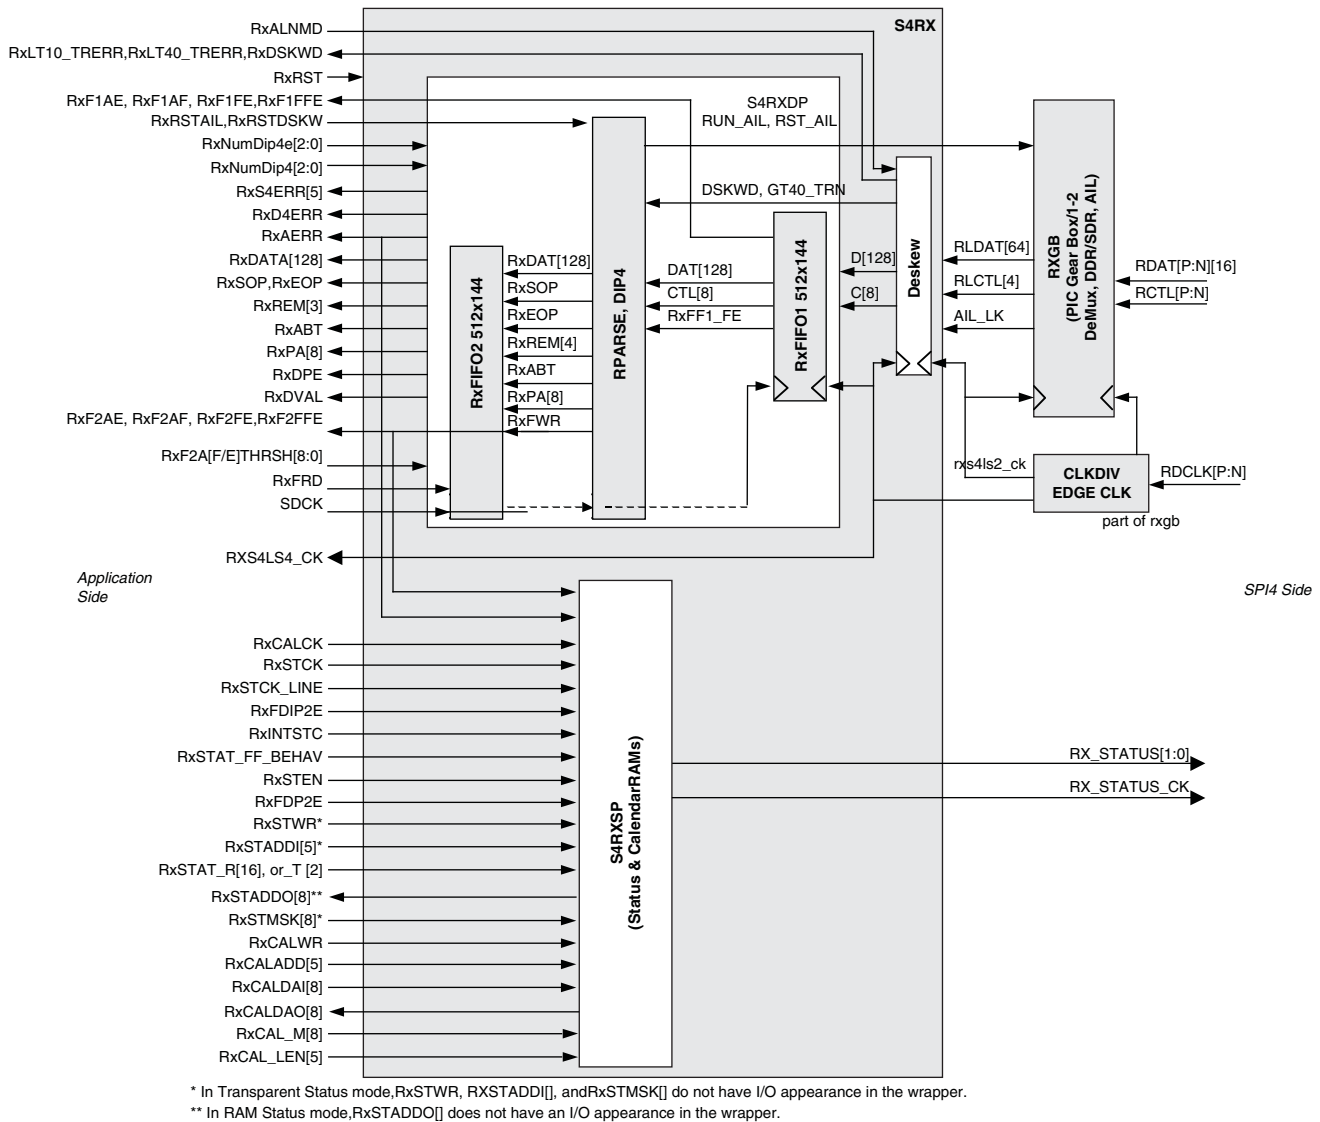 S4RX
RxALNMD
RxLT10_TRERR,RxLT40_TRERR,RxDSKWD
RxRST
RxF1AE, RxF1AF, RxF1FE,RxF1FFE
RxRSTAIL,RxRSTDSKW
RxNumDip4e[2:0]
RxNumDip4[2:0]
RxS4ERR[5]
RxD4ERR
RxAERR
RxDATA[128]
RxSOP,RxEOP
RxREM[3]
RxABT
RxPA[8]
RxDPE
RxDVAL
RxF2AE, RxF2AF, RxF2FE,RxF2FFE
RxF2A[F/E]THRSH[8:0]
RxFRD
SDCK
RXS4LS4_CK
Application
Side
S4RXDP
RUN_AIL, RST_AIL
DSKWD, GT40_TRN
RxFIFO2 512x144
RxDAT[128]
RxSOP
RxEOP
RxREM[4]
RxABT
RxPA[8]
RxFWR
RPARSE, DIP4
DAT[128]
CTL[8]
RxFF1_FE
RxFIFO1 512x144
D[128]
C[8]
Deskew
RLDAT[64]
RLCTL[4]
AIL_LK
RXGB
(PIC Gear Box/1-2
DeMux, DDR/SDR, AIL)
RDAT[P:N][16]
RCTL[P:N]
rxs4ls2_ck
CLKDIV
EDGE CLK
RDCLK[P:N]
part of rxgb
SPI4 Side
RxCALCK
RxSTCK
RxSTCK_LINE
RxFDIP2E
RxINTSTC
RxSTAT_FF_BEHAV
RxSTEN
RxFDP2E
RxSTWR*
RxSTADDI[5]*
RxSTAT_R[16], or_T [2]
RxSTADDO[8]**
RxSTMSK[8]*
RxCALWR
RxCALADD[5]
RxCALDAI[8]
RxCALDAO[8]
RxCAL_M[8]
RxCAL_LEN[5]
S4RXSP
(Status & CalendarRAMs)
RX_STATUS[1:0]
RX_STATUS_CK
* In Transparent Status mode,RxSTWR, RXSTADDI[], andRxSTMSK[] do not have I/O appearance in the wrapper.
** In RAM Status mode,RxSTADDO[] does not have an I/O appearance in the wrapper.